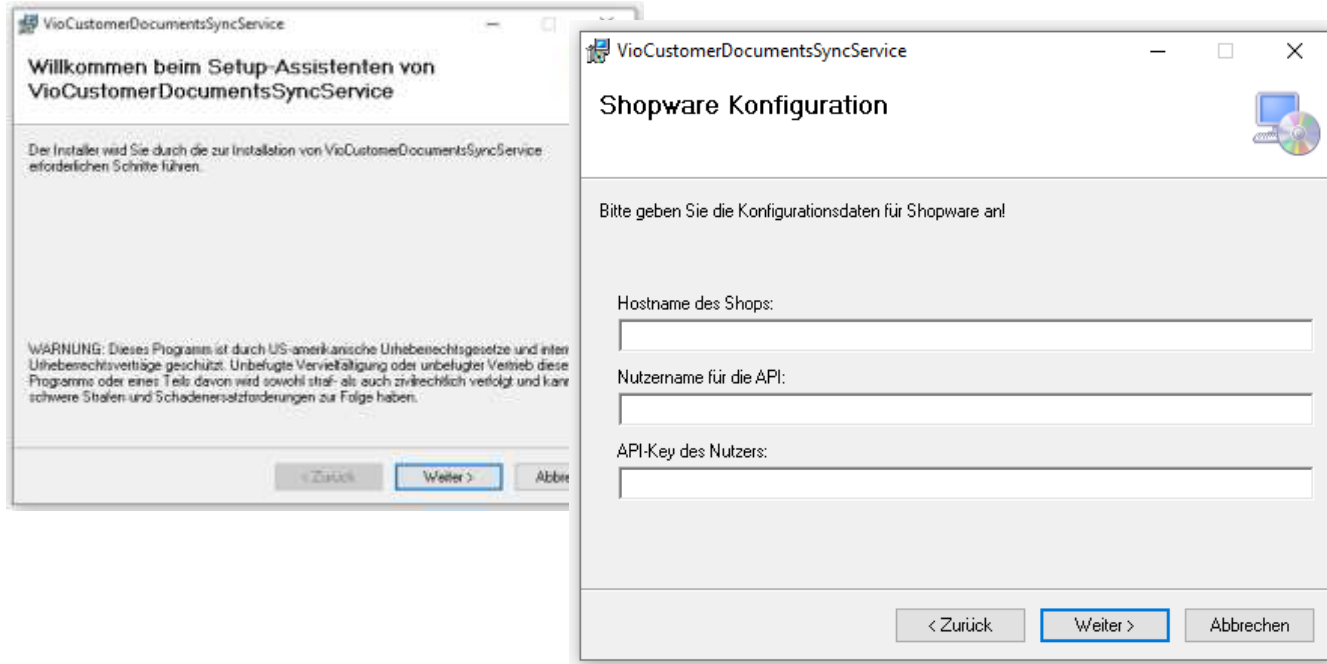 VioCustomerDocumentsSyncService
Willkommen beim Setup-Assistenten von
VioCustomerDocumentsSyncService
Der Installer wird Sie durch die zur Installation von VioCustomerDocumentsSyncService
erforderlichen Schritte führen.
WARNUNG: Dieses Programm ist durch US-amerikanische Urheberrechtsgesetze und inter
Urheberrechtsverträge geschützt. Unbefugte Vervielfältigung oder unbefugter Vertrieb diese
Programms oder eines Teils davon wird sowohl straf- als auch zivilrechtlich verfolgt und kann
schwere Strafen und Schadenersatzforderungen zur Folge haben.
< Zurück
Weiter >
Abbre
VioCustomerDocumentsSyncService
Shopware Konfiguration
Bitte geben Sie die Konfigurationsdaten für Shopware an!
Hostname des Shops:
Nutzername für die API:
API-Key des Nutzers:
< Zurück
Weiter >
Abbrechen